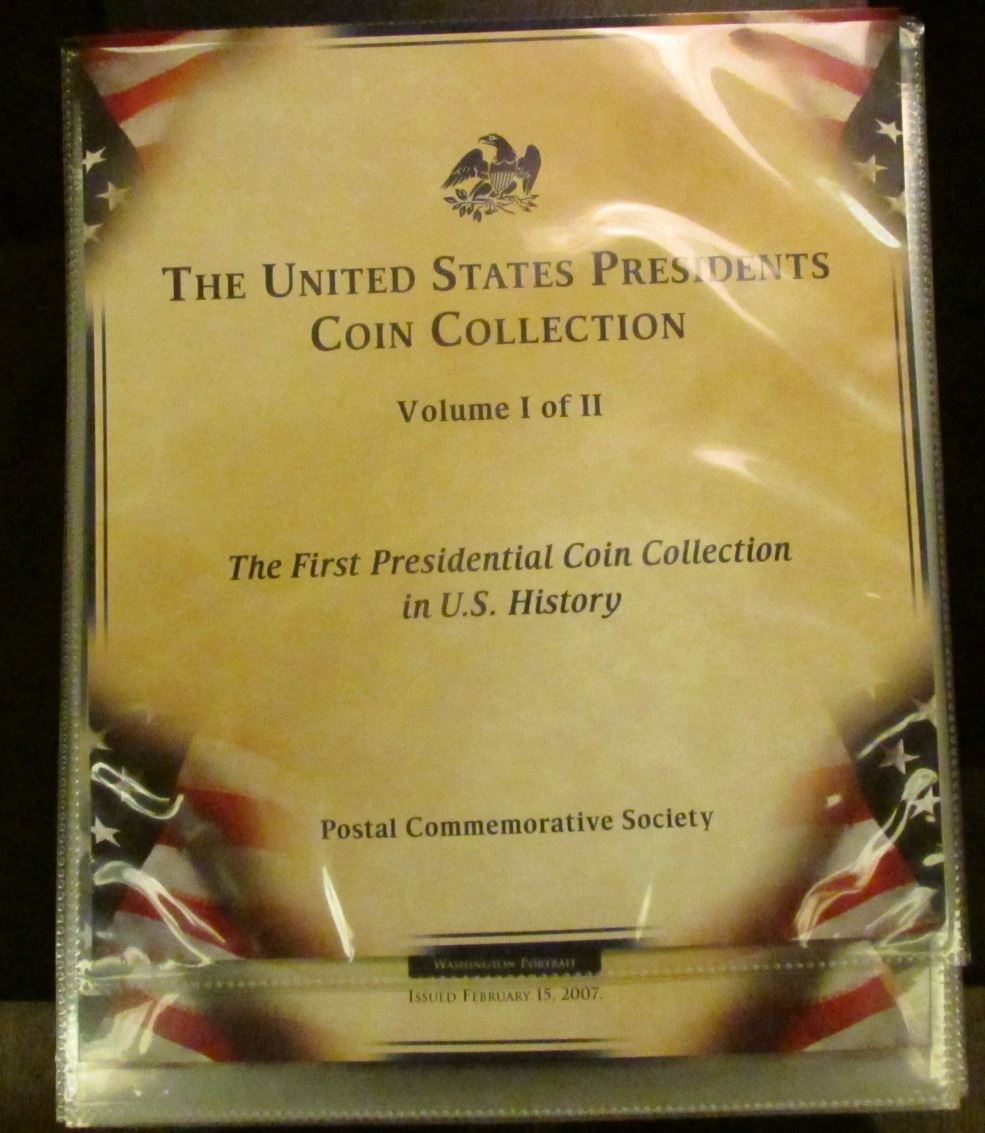 THE UNITED STATES PRESIDENTS
COIN COLLECTION
Volume I of II
The First Presidential Coin Collection
in U.S. History
Postal Commemorative Society
WASHINGTON PORTRAIT
ISSUED FEBRUARY 15, 2007.